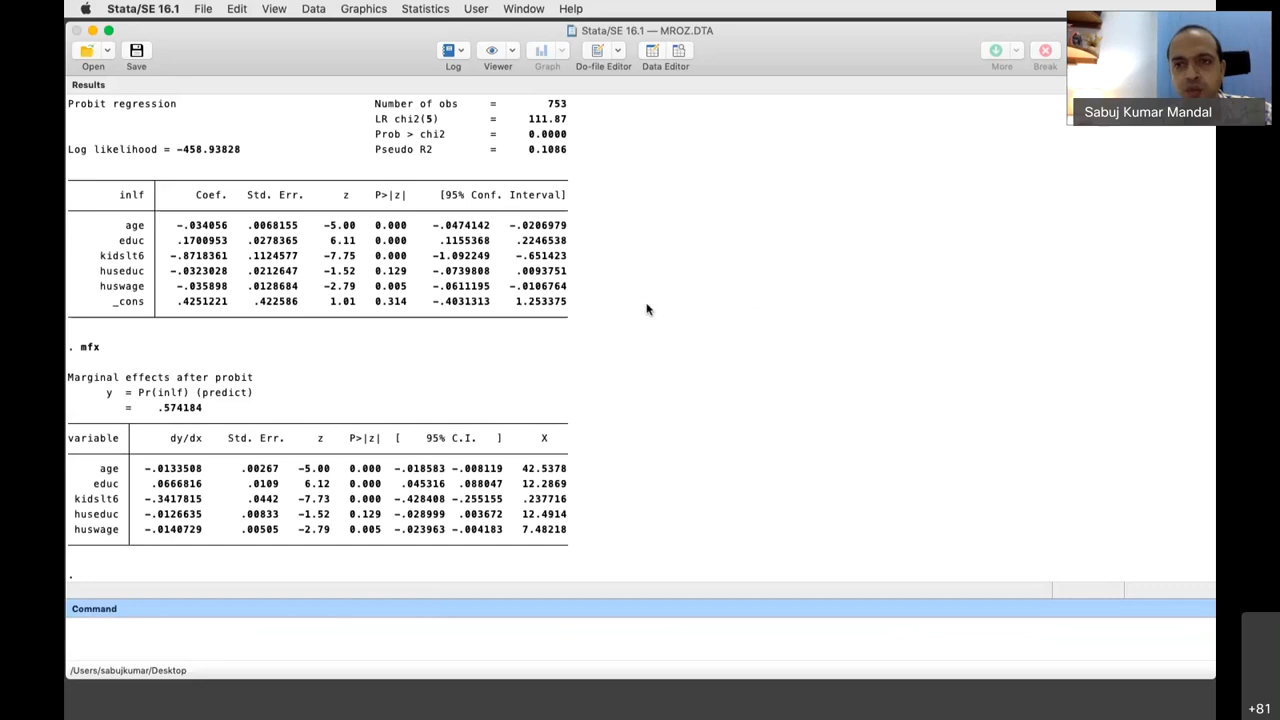 Stata/SE 16.1 File Edit View Data Graphics Statistics User Window Help
Stata/SE 16.1 — MROZ.DTA
Open Save Log Viewer Graph Do-file Editor Data Editor More Break
Sabuj Kumar Mandal
Results
Probit regression Number of obs = 753
LR chi2(5) = 111.87
Prob > chi2 = 0.0000
Log likelihood = -458.93828 Pseudo R2 = 0.1086
inlf Coef. Std. Err. z P>|z| [95% Conf. Interval]
age -.034056 .0068155 -5.00 0.000 -.0474142 -.0206979
educ .1700953 .0278365 6.11 0.000 .1155368 .2246538
kidslt6 -.8718361 .1124577 -7.75 0.000 -1.092249 -.651423
huseduc -.0323028 .0212647 -1.52 0.129 -.0739808 .0093751
huswage -.035898 .0128684 -2.79 0.005 -.0611195 -.0106764
_cons .4251221 .422586 1.01 0.314 -.4031313 1.253375
. mfx
Marginal effects after probit
y = Pr(inlf) (predict)
= .574184
variable dy/dx Std. Err. z P>|z| [ 95% C.I. ] X
age -.0133508 .00267 -5.00 0.000 -.018583 -.008119 42.5378
educ .0666816 .0109 6.12 0.000 .045316 .088047 12.2869
kidslt6 -.3417815 .0442 -7.73 0.000 -.428408 -.255155 .237716
huseduc -.0126635 .00833 -1.52 0.129 -.028999 .003672 12.4914
huswage -.0140729 .00505 -2.79 0.005 -.023963 -.004183 7.48218
.
Command
/Users/sabujkumar/Desktop
+81